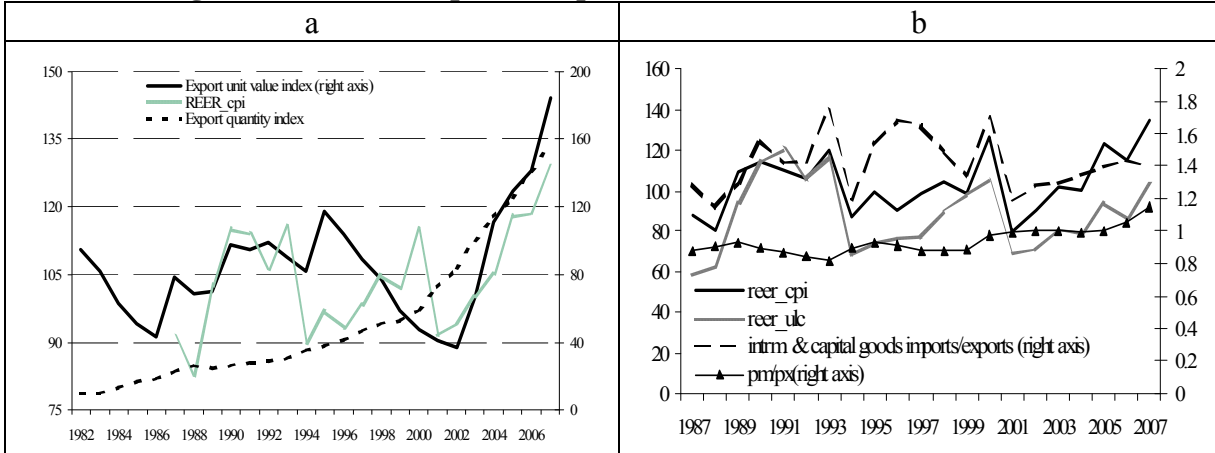 a
b
150
135
120
105
90
75
Export unit value index (right axis)
REER_cpi
Export quantity index
200
160
120
80
40
0
1982 1984 1986 1988 1990 1992 1994 1996 1998 2000 2002 2004 2006
160
140
120
100
80
60
40
20
0
2
1.8
1.6
1.4
1.2
1
0.8
0.6
0.4
0.2
0
reer_cpi
reer_ulc
intrm & capital goods imports/exports (right axis)
pm/px(right axis)
1987 1989 1991 1993 1995 1997 1999 2001 2003 2005 2007